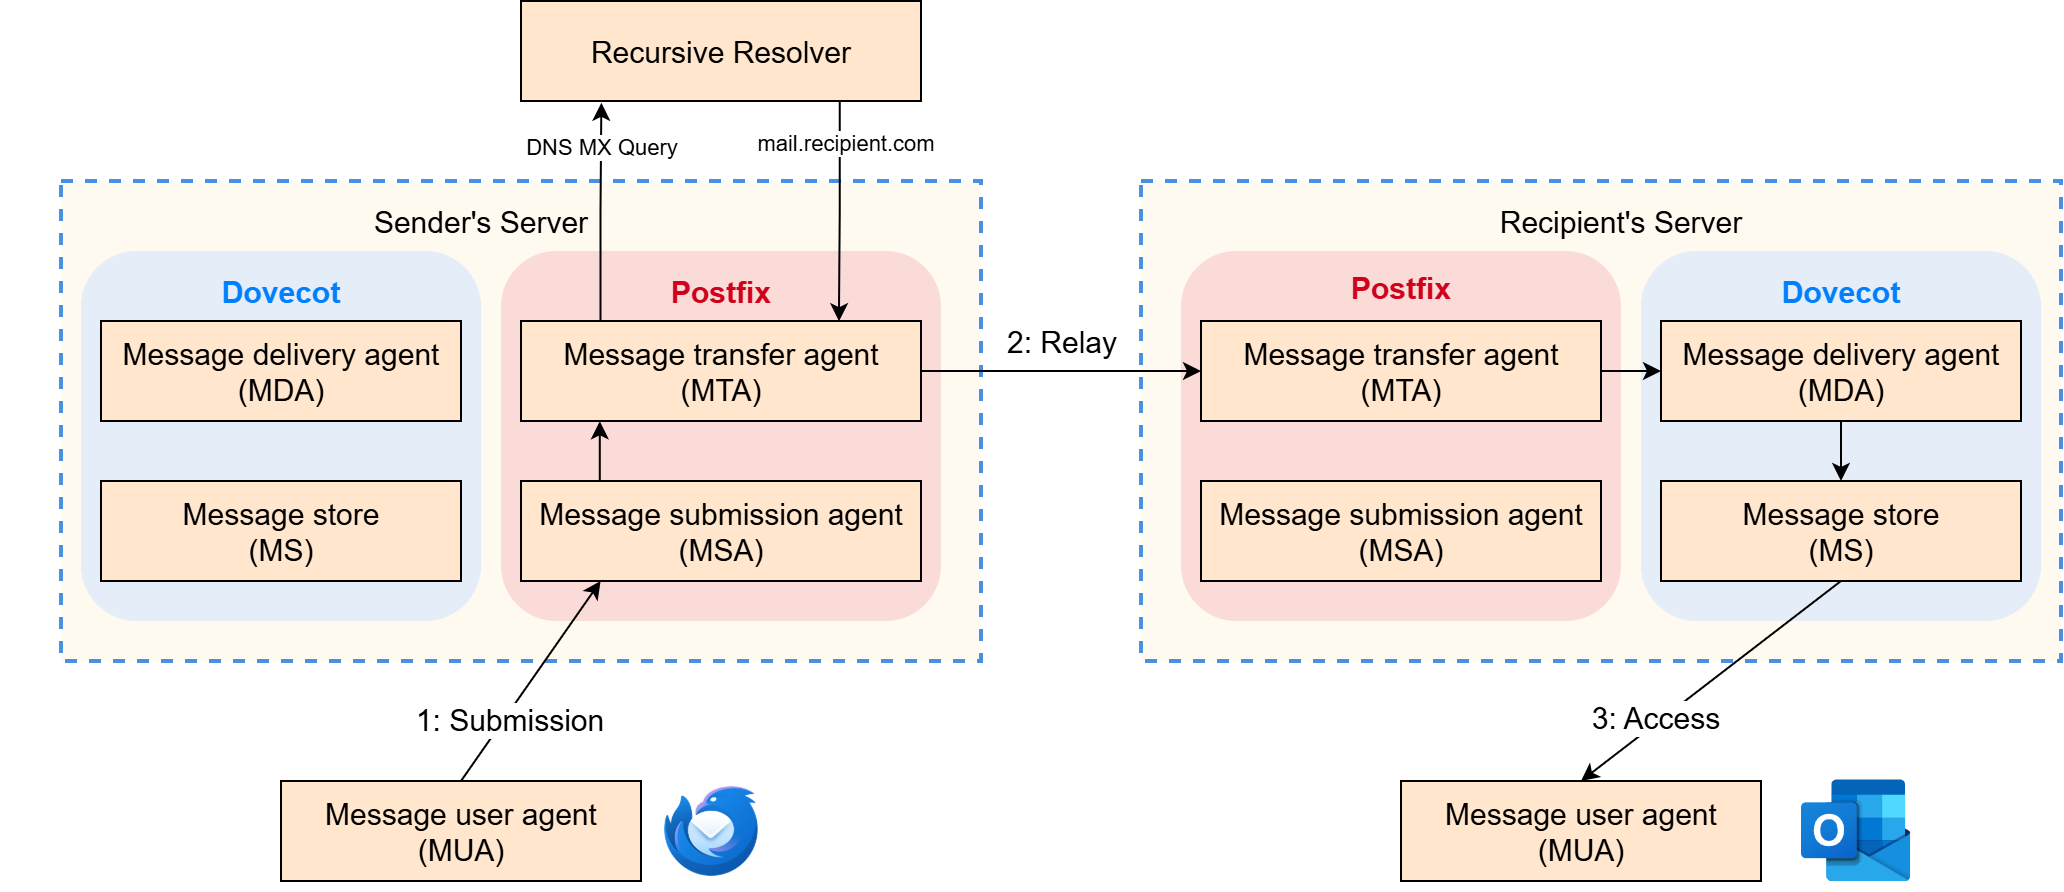 Recursive Resolver
DNS MX Query
mail.recipient.com
Sender's Server
Dovecot
Message delivery agent
(MDA)
Message store
(MS)
Postfix
Message transfer agent
(MTA)
Message submission agent
(MSA)
2: Relay
Recipient's Server
Postfix
Message transfer agent
(MTA)
Message submission agent
(MSA)
Dovecot
Message delivery agent
(MDA)
Message store
(MS)
1: Submission
Message user agent
(MUA)
3: Access
Message user agent
(MUA)
O